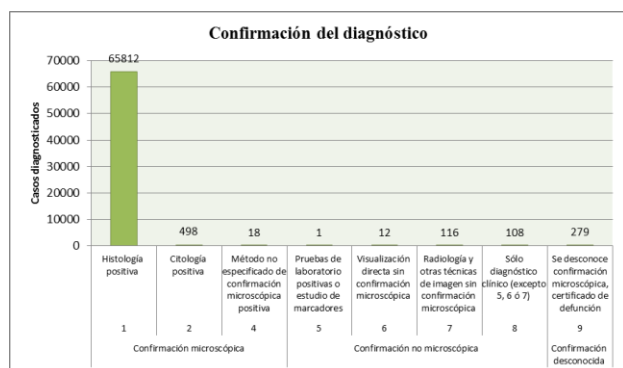 Confirmación del diagnóstico
70000
60000
50000
40000
30000
20000
10000
0
Casos diagnosticados
65812
498
18
1
12
116
108
279
Histología
positiva
Citología
positiva
Método no
especificado de
confirmación
microscópica
positiva
Pruebas de
laboratorio
positivas o
estudio de
marcadores
Visualización
directa sin
confirmación
microscópica
Radiología y
otras técnicas
de imagen sin
confirmación
microscópica
Sólo
diagnóstico
clínico (excepto
5, 6 ó 7)
Se desconoce
confirmación
microscópica,
certificado de
defunción
1
2
4
5
6
7
8
9
Confirmación microscópica
Confirmación no microscópica
Confirmación
desconocida